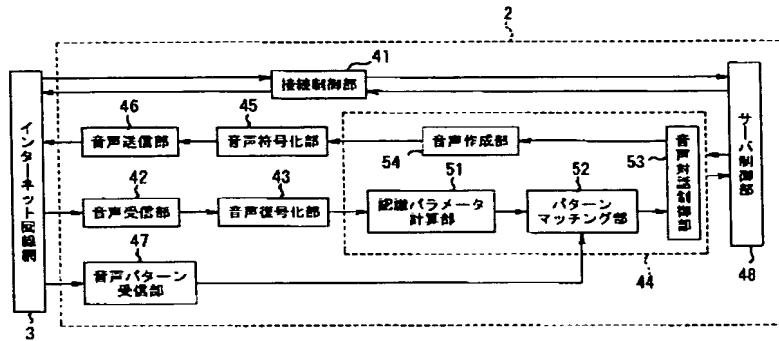 2
41
接続制御部
46
45
音声送信部
音声符号化部
音声作成部
54
53
音声対話制御部
42
43
51
52
音声受信部
音声復号化部
認識パラメータ
計算部
パターン
マッチング部
47
音声パターン
受信部
44
インターネット回線網
3
サーバ制御部
48